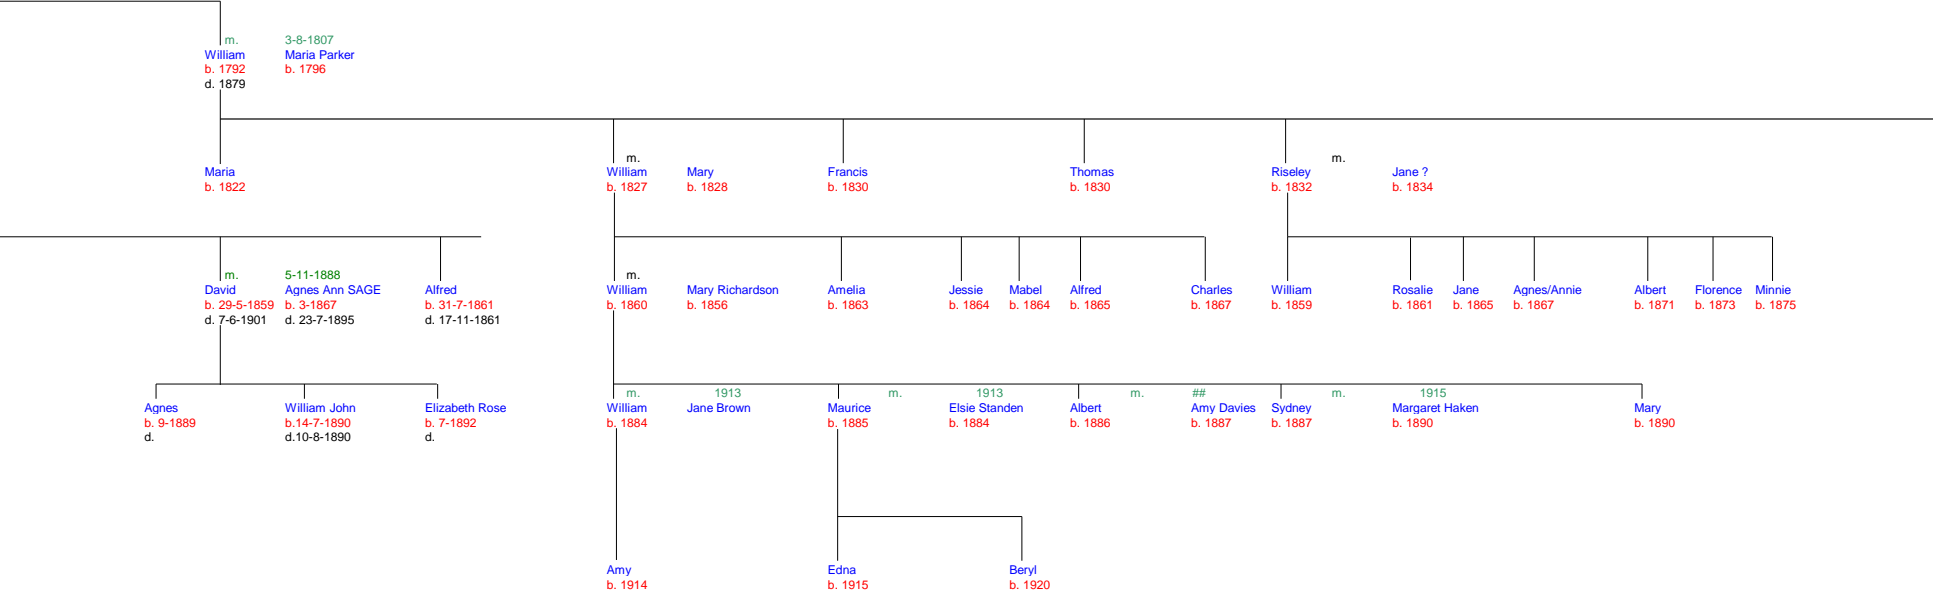 m. 3-8-1807
William Maria Parker
b. 1792 b. 1796
d. 1879
m. m.
Maria William Mary Francis Thomas Riseley Jane ?
b. 1822 b. 1827 b. 1828 b. 1830 b. 1830 b. 1832 b. 1834
m. 5-11-1888 m.
David Agnes Ann SAGE Alfred William Mary Richardson Amelia Jessie Mabel Alfred Charles William Rosalie Jane Agnes/Annie Albert Florence Minnie
b. 29-5-1859 b. 3-1867 b. 31-7-1861 b. 1860 b. 1856 b. 1863 b. 1864 b. 1864 b. 1865 b. 1867 b. 1859 b. 1861 b. 1865 b. 1867 b. 1871 b. 1873 b. 1875
d. 7-6-1901 d. 23-7-1895 d. 17-11-1861
m. 1913 m. 1913 m. ## m. 1915
Agnes William John Elizabeth Rose William Jane Brown Maurice Elsie Standen Albert Amy Davies Sydney Margaret Haken Mary
b. 9-1889 b.14-7-1890 b. 7-1892 b. 1884 b. 1885 b. 1884 b. 1886 b. 1887 b. 1887 b. 1890 b. 1890
d. d.10-8-1890 d.
Amy Edna Beryl
b. 1914 b. 1915 b. 1920